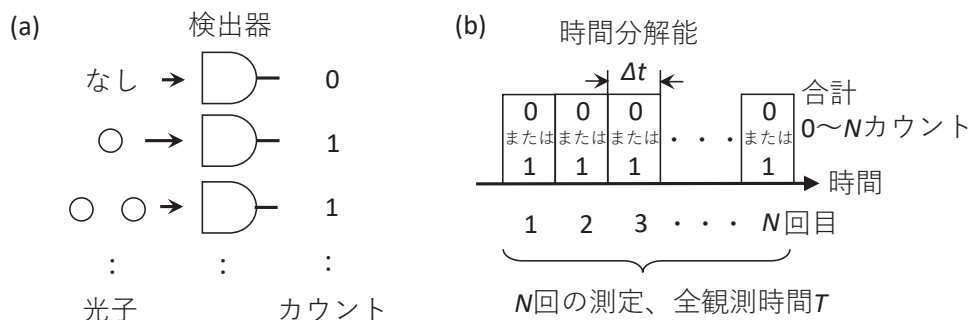 (a)
検出器
なし
0
1
1
:
:
:
光子
カウント
(b)
時間分解能
Δt
0
または
1
0
または
1
0
または
1
・・・
0
または
1
合計
0～Nカウント
時間
1 2 3 ・・・ N回目
N回の測定、全観測時間T